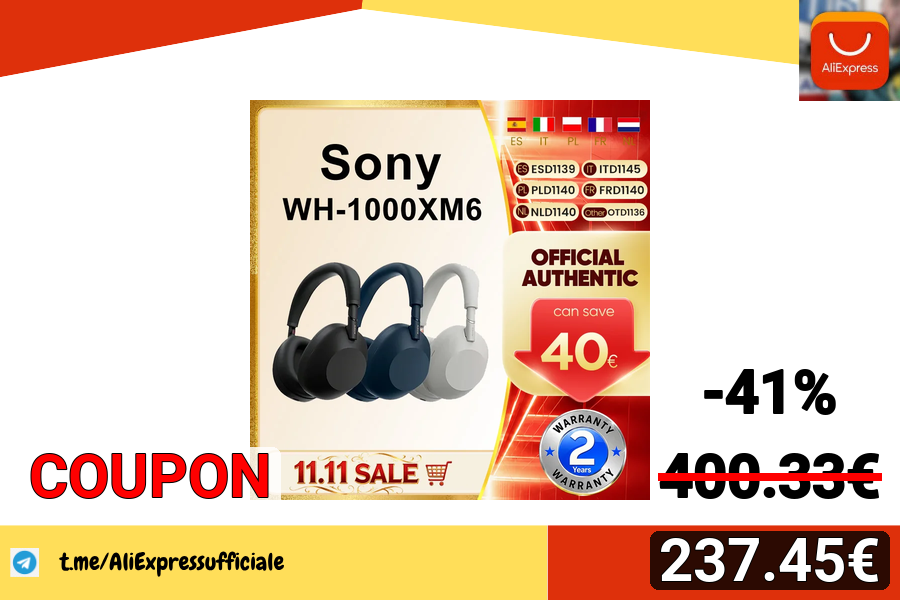 AliExpress
Sony
WH-1000XM6
ES IT PL FR
ES ESD1139 IT ITD1145
PL PLD1140 FR FRD1140
NL NLD1140 Other OTD1136
OFFICIAL
AUTHENTIC
can save
40€
WARRANTY
2
Years
WARRANTY
11.11 SALE
-41%
COUPON
400.33€
t.me/AliExpressufficiale
237.45€